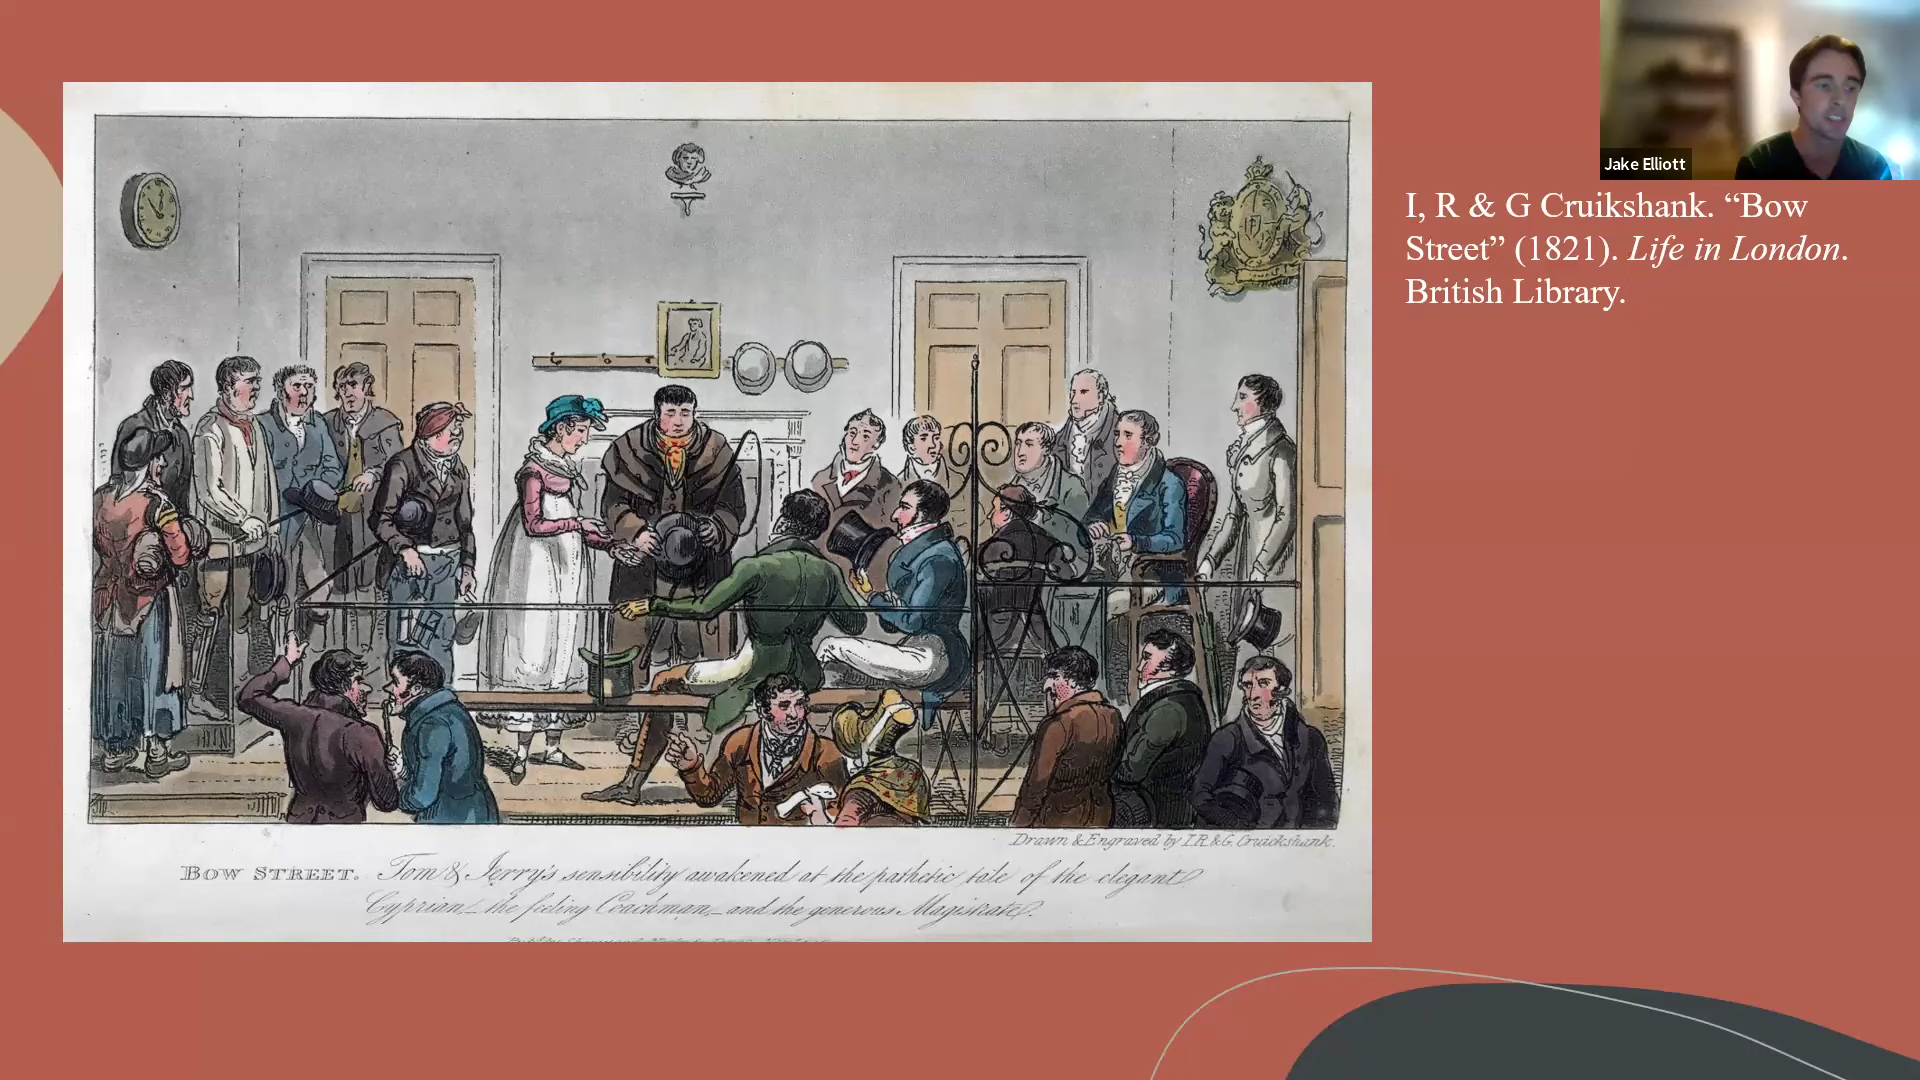 Jake Elliott
I, R & G Cruikshank. “Bow
Street” (1821). Life in London.
British Library.
Drawn & Engraved by I.R.&G. Cruickshank.
BOW STREET. Tom & Jerry's sensibility awakened at the pathetic tale of the elegant
Cyprian, the feeling Coachman, and the generous Magistrate.